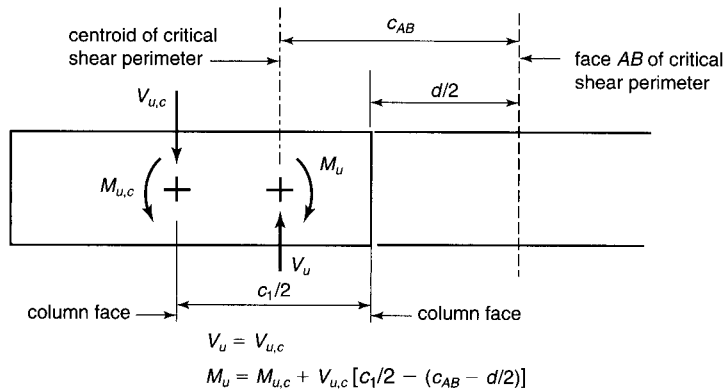 c_AB
centroid of critical
shear perimeter
face AB of critical
shear perimeter
d/2
V_u,c
M_u
M_u,c
V_u
c_1/2
column face
column face
V_u = V_u,c
M_u = M_u,c + V_u,c [c_1/2 − (c_AB − d/2)]